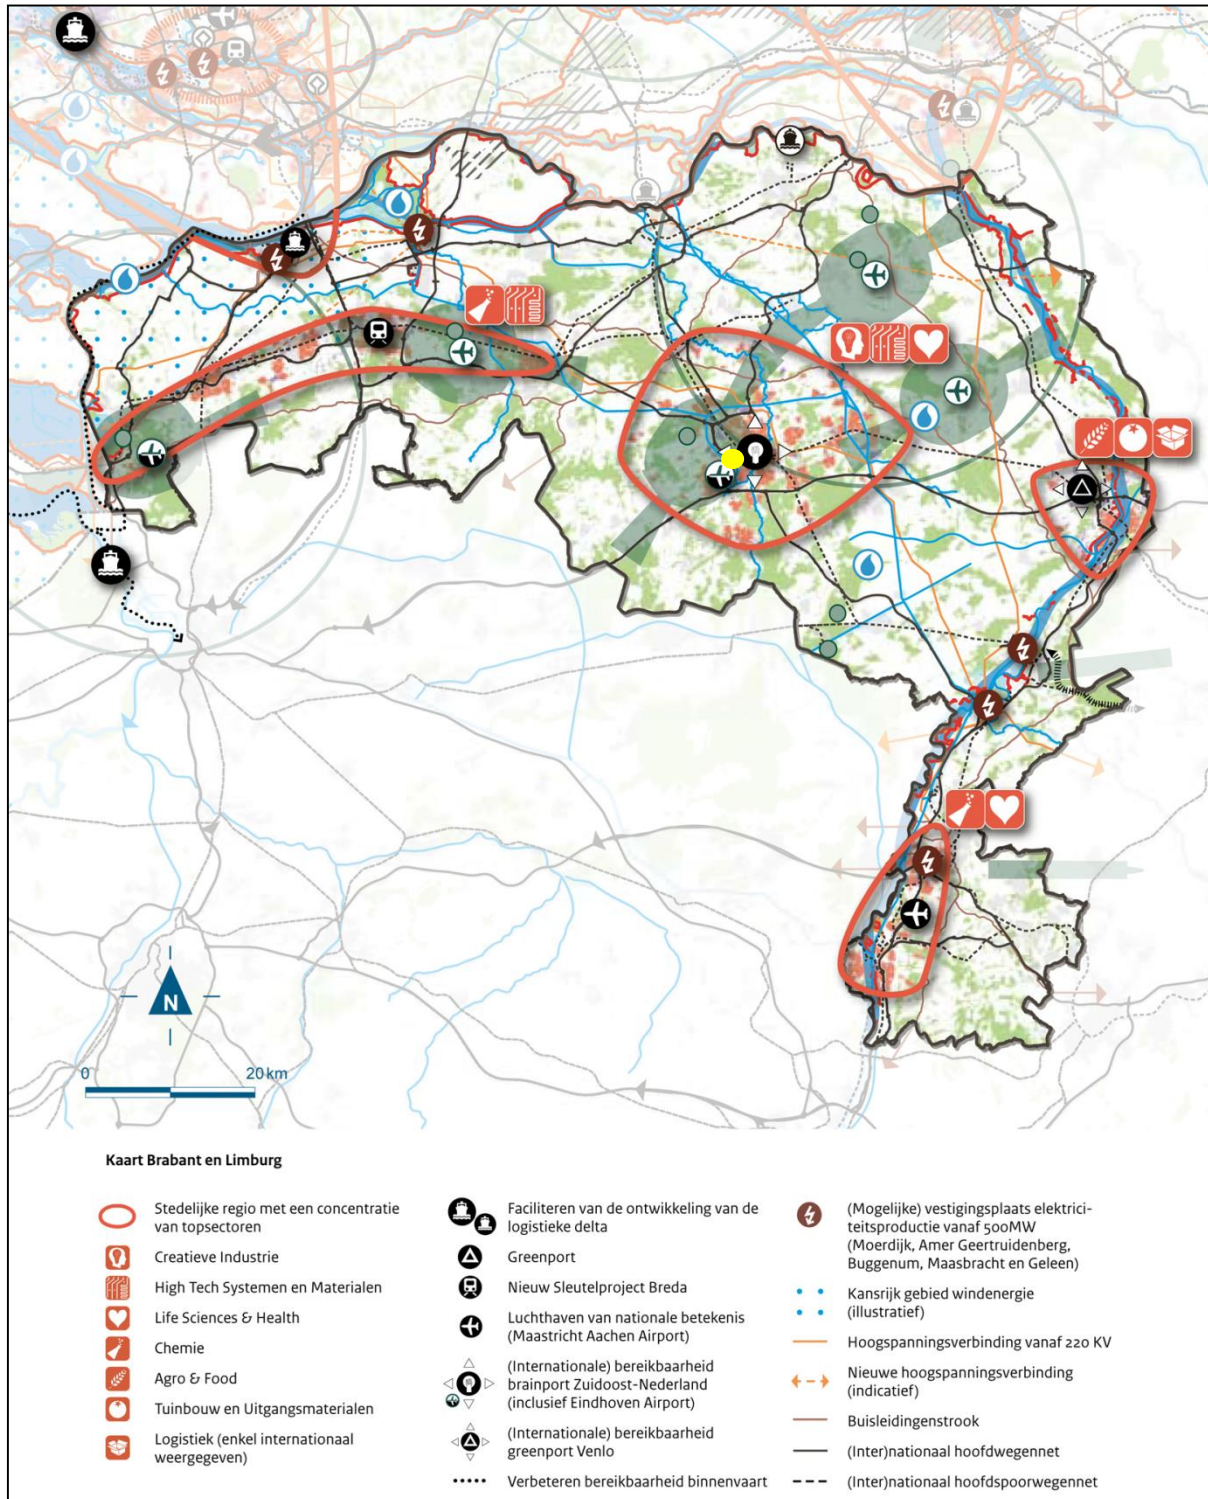 N
0
20 km
Kaart Brabant en Limburg
Stedelijke regio met een concentratie
van topsectoren
Creatieve Industrie
High Tech Systemen en Materialen
Life Sciences & Health
Chemie
Agro & Food
Tuinbouw en Uitgangsmaterialen
Logistiek (enkel internationaal
weergegeven)
Faciliteren van de ontwikkeling van de
logistieke delta
Greenport
Nieuw Sleutelproject Breda
Luchthaven van nationale betekenis
(Maastricht Aachen Airport)
(Internationale) bereikbaarheid
brainport Zuidoost-Nederland
(inclusief Eindhoven Airport)
(Internationale) bereikbaarheid
greenport Venlo
Verbeteren bereikbaarheid binnenvaart
(Mogelijke) vestigingsplaats elektrici-
teitsproductie vanaf 500MW
(Moerdijk, Amer Geertruidenberg,
Buggenum, Maasbracht en Geleen)
Kansrijk gebied windenergie
(illustratief)
Hoogspanningsverbinding vanaf 220 KV
Nieuwe hoogspanningsverbinding
(indicatief)
Buisleidingenstrook
(Inter)nationaal hoofdwegennet
(Inter)nationaal hoofdspoorwegennet